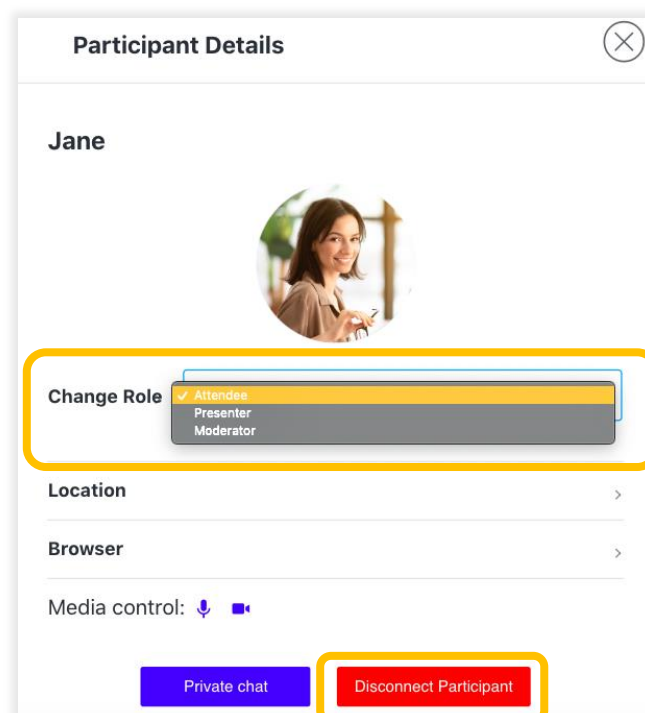 Participant Details
Jane
Change Role
✓ Attendee
Presenter
Moderator
Location
Browser
Media control:
Private chat
Disconnect Participant